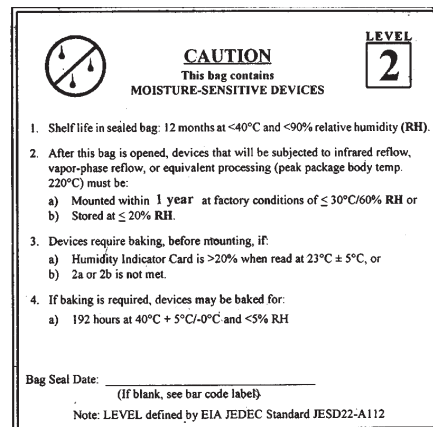 LEVEL
2
CAUTION
This bag contains
MOISTURE-SENSITIVE DEVICES
1. Shelf life in sealed bag: 12 months at <40°C and <90% relative humidity (RH).
2. After this bag is opened, devices that will be subjected to infrared reflow,
vapor-phase reflow, or equivalent processing (peak package body temp.
220°C) must be:
a) Mounted within 1 year at factory conditions of ≤ 30°C/60% RH or
b) Stored at ≤ 20% RH.
3. Devices require baking, before mounting, if:
a) Humidity Indicator Card is >20% when read at 23°C ± 5°C, or
b) 2a or 2b is not met.
4. If baking is required, devices may be baked for:
a) 192 hours at 40°C + 5°C/-0°C and <5% RH
Bag Seal Date:
(If blank, see bar code label)
Note: LEVEL defined by EIA JEDEC Standard JESD22-A112